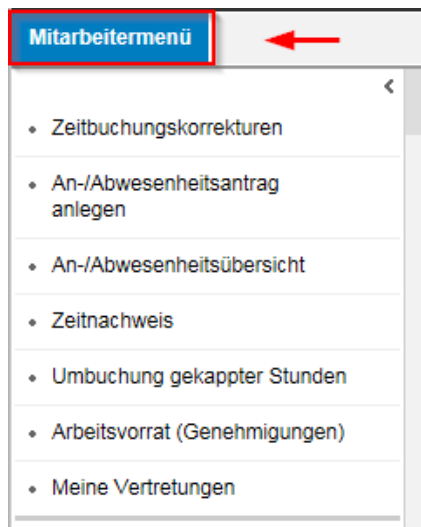 Mitarbeitermenü
Zeitbuchungskorrekturen
An-/Abwesenheitsantrag
anlegen
An-/Abwesenheitsübersicht
Zeitnachweis
Umbuchung gekappter Stunden
Arbeitsvorrat (Genehmigungen)
Meine Vertretungen